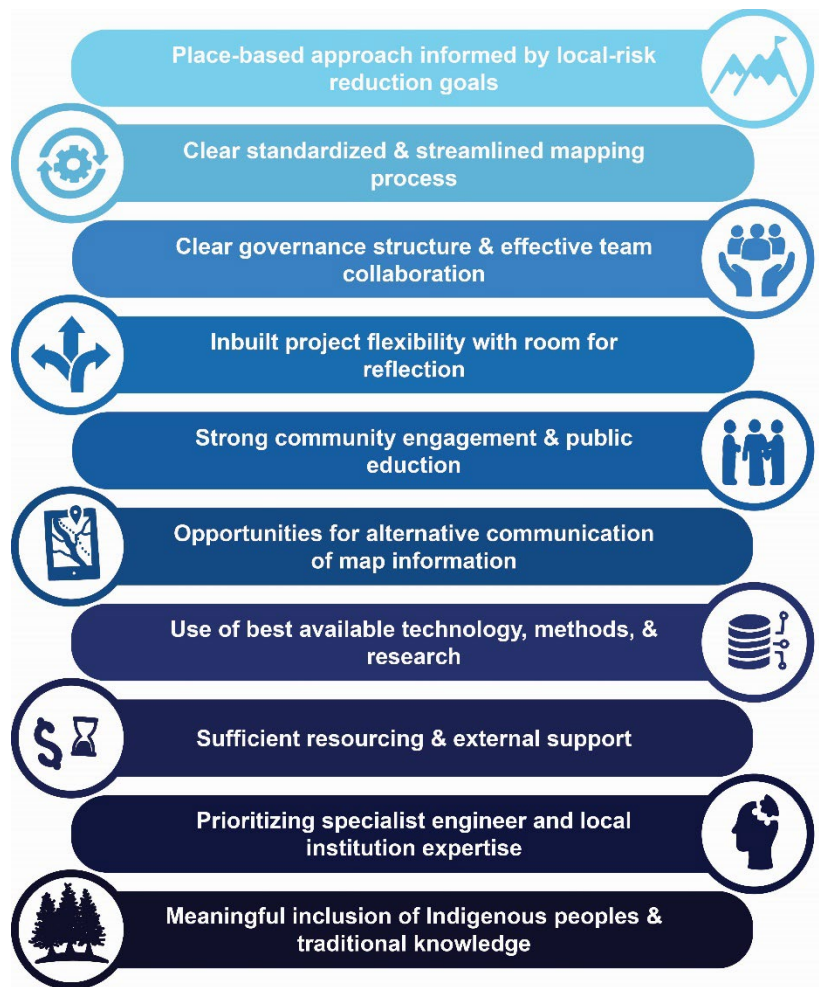 Place-based approach informed by local-risk
reduction goals
Clear standardized & streamlined mapping
process
Clear governance structure & effective team
collaboration
Inbuilt project flexibility with room for
reflection
Strong community engagement & public
eduction
Opportunities for alternative communication
of map information
Use of best available technology, methods, &
research
$
Sufficient resourcing & external support
Prioritizing specialist engineer and local
institution expertise
Meaningful inclusion of Indigenous peoples &
traditional knowledge